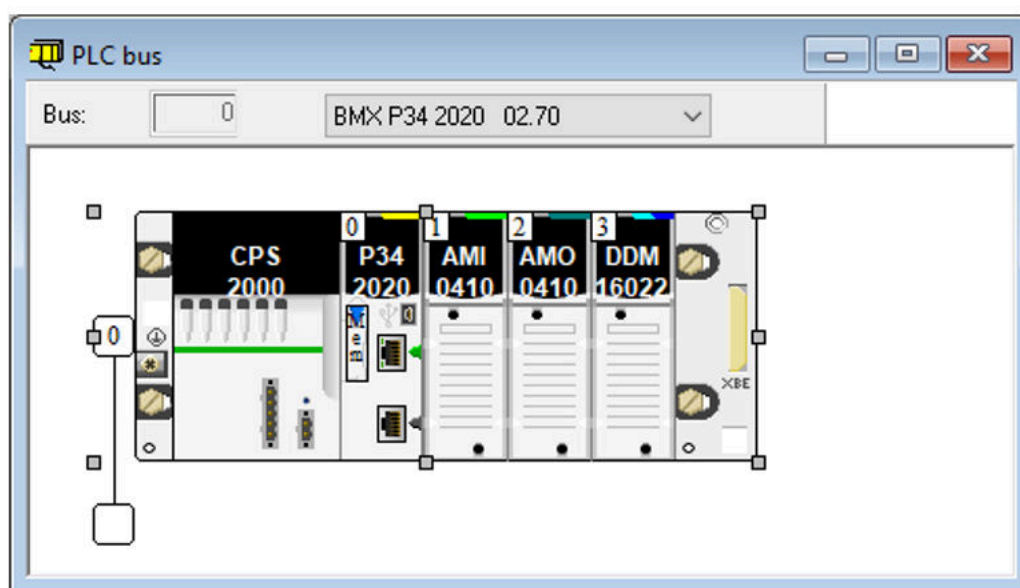 PLC bus
Bus: 0 BMX P34 2020 02.70
0 1 2 3
CPS P34 AMI AMO DDM
2000 2020 0410 0410 16022
0
XBE